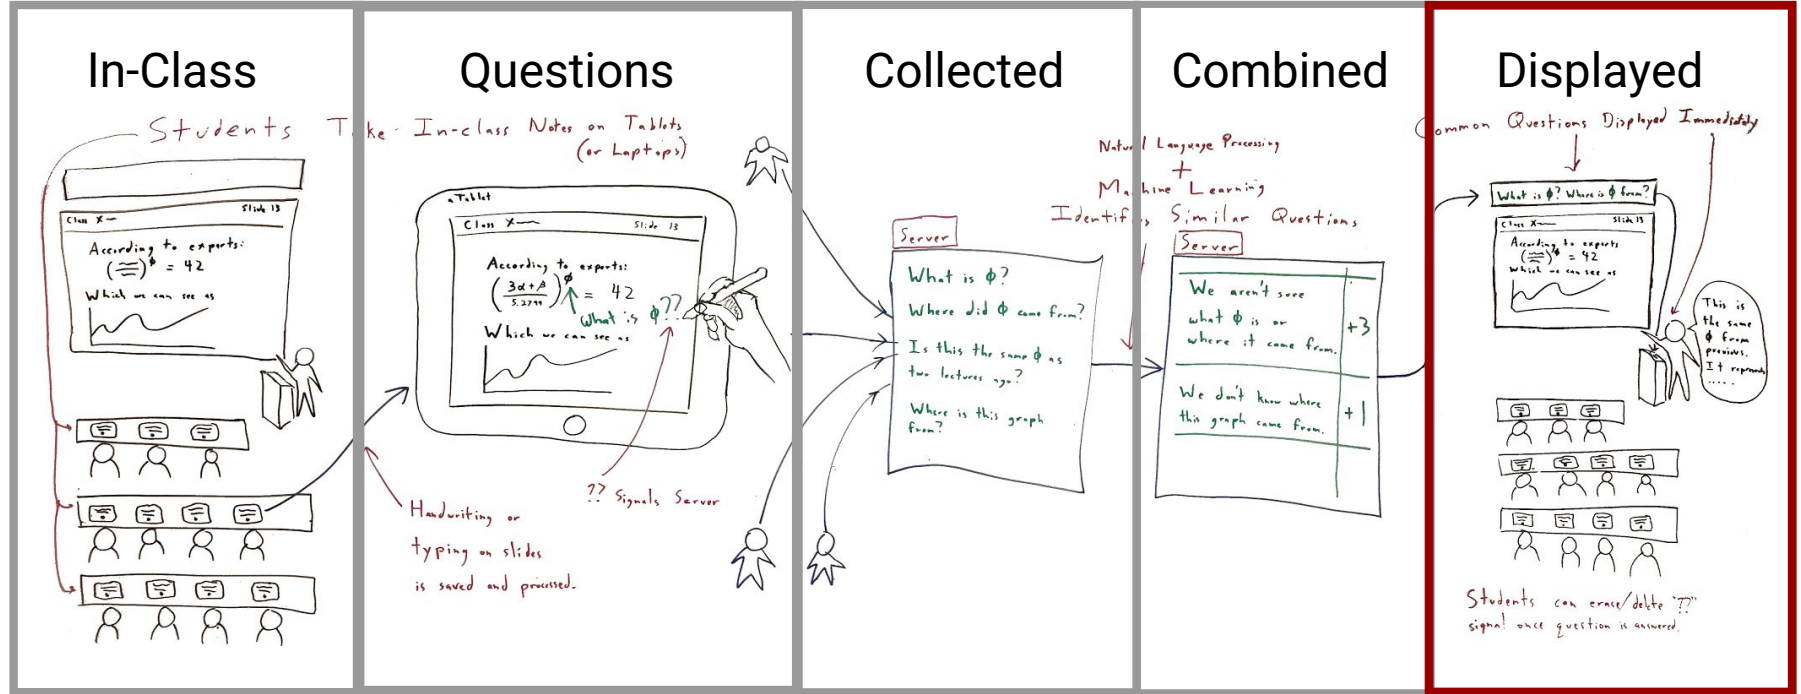 In-Class
Questions
Collected
Combined
Displayed
Students Take In-class Notes on Tablets
(or Laptops)
Class X
Slide 13
According to experts:
( )^ϕ = 42
Which we can see as
Tablet
Class X
Slide 13
According to experts:
(3α+β / 5.2799)^ϕ = 42
What is ϕ??
Which we can see as
?? Signals Server
Handwriting or
typing on slides
is saved and processed.
Server
What is ϕ?
Where did ϕ come from?
Is this the same ϕ as
two lectures ago?
Where is this graph
from?
Natural Language Processing
+
Machine Learning
Identifies Similar Questions
Server
We aren't sure
what ϕ is or
where it came from.
+3
We don't know where
this graph came from.
+1
Common Questions Displayed Immediately
What is ϕ? Where is ϕ from?
Class X
Slide 13
According to experts
( )^ϕ = 42
Which we can see as
This is
the same
ϕ from
previous.
It represents
.....
Students can erase/delete "??"
signal once question is answered.